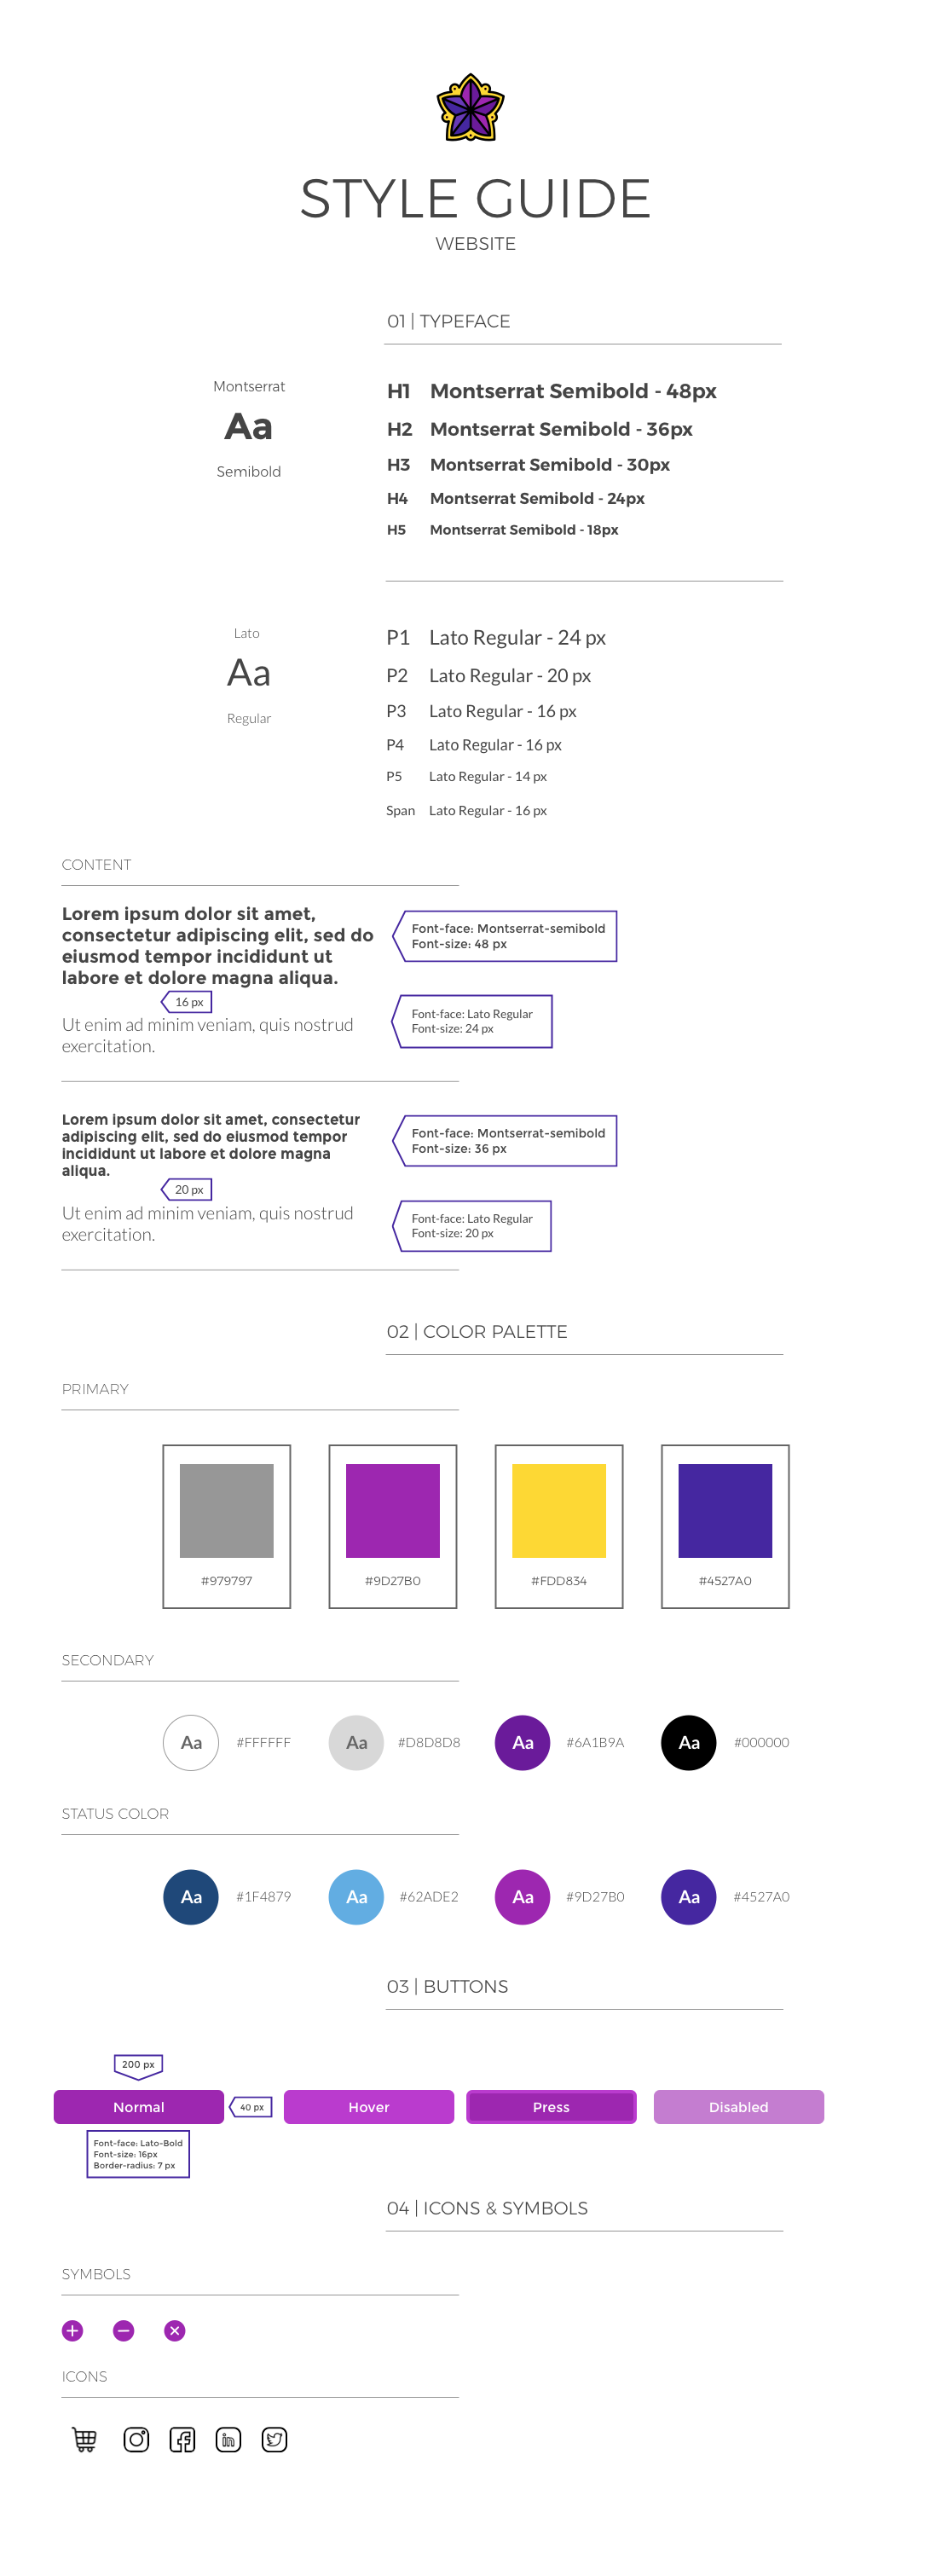 STYLE GUIDE
WEBSITE
01 | TYPEFACE
Montserrat
Aa
Semibold
H1 Montserrat Semibold - 48px
H2 Montserrat Semibold - 36px
H3 Montserrat Semibold - 30px
H4 Montserrat Semibold - 24px
H5 Montserrat Semibold - 18px
Lato
Aa
Regular
P1 Lato Regular - 24 px
P2 Lato Regular - 20 px
P3 Lato Regular - 16 px
P4 Lato Regular - 16 px
P5 Lato Regular - 14 px
Span Lato Regular - 16 px
CONTENT
Lorem ipsum dolor sit amet,
consectetur adipiscing elit, sed do
eiusmod tempor incididunt ut
labore et dolore magna aliqua.
Font-face: Montserrat-semibold
Font-size: 48 px
16 px
Ut enim ad minim veniam, quis nostrud
exercitation.
Font-face: Lato Regular
Font-size: 24 px
Lorem ipsum dolor sit amet, consectetur
adipiscing elit, sed do eiusmod tempor
incididunt ut labore et dolore magna
aliqua.
Font-face: Montserrat-semibold
Font-size: 36 px
20 px
Ut enim ad minim veniam, quis nostrud
exercitation.
Font-face: Lato Regular
Font-size: 20 px
02 | COLOR PALETTE
PRIMARY
#979797
#9D27B0
#FDD834
#4527A0
SECONDARY
Aa #FFFFFF
Aa #D8D8D8
Aa #6A1B9A
Aa #000000
STATUS COLOR
Aa #1F4879
Aa #62ADE2
Aa #9D27B0
Aa #4527A0
03 | BUTTONS
200 px
Normal
40 px
Hover
Press
Disabled
Font-face: Lato-Bold
Font-size: 16px
Border-radius: 7 px
04 | ICONS & SYMBOLS
SYMBOLS
ICONS
in